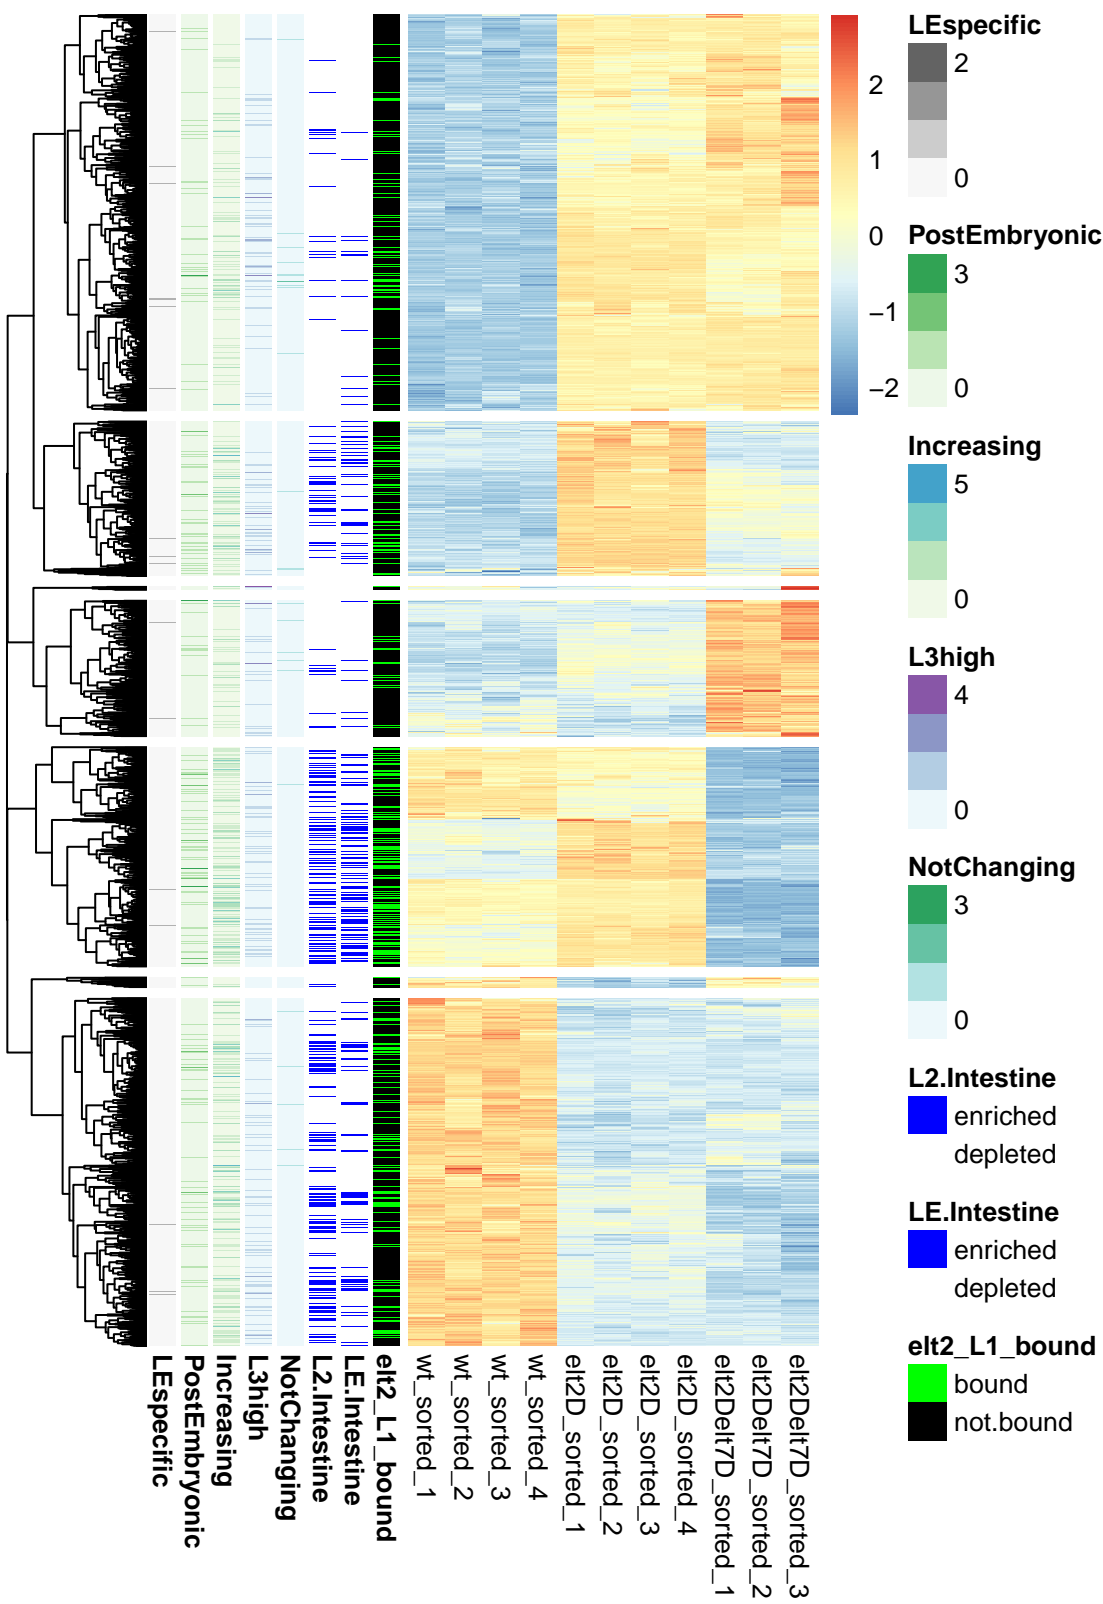 LEspecific
2
0
PostEmbryonic
3
0
Increasing
5
0
L3high
4
0
NotChanging
3
0
L2.Intestine
enriched
depleted
LE.Intestine
enriched
depleted
elt2_L1_bound
bound
not.bound
2
1
0
−1
−2
LEspecific
PostEmbryonic
Increasing
L3high
NotChanging
L2.Intestine
LE.Intestine
elt2_L1_bound
wt_sorted_1
wt_sorted_2
wt_sorted_3
wt_sorted_4
elt2D_sorted_1
elt2D_sorted_2
elt2D_sorted_3
elt2D_sorted_4
elt2Delt7D_sorted_1
elt2Delt7D_sorted_2
elt2Delt7D_sorted_3